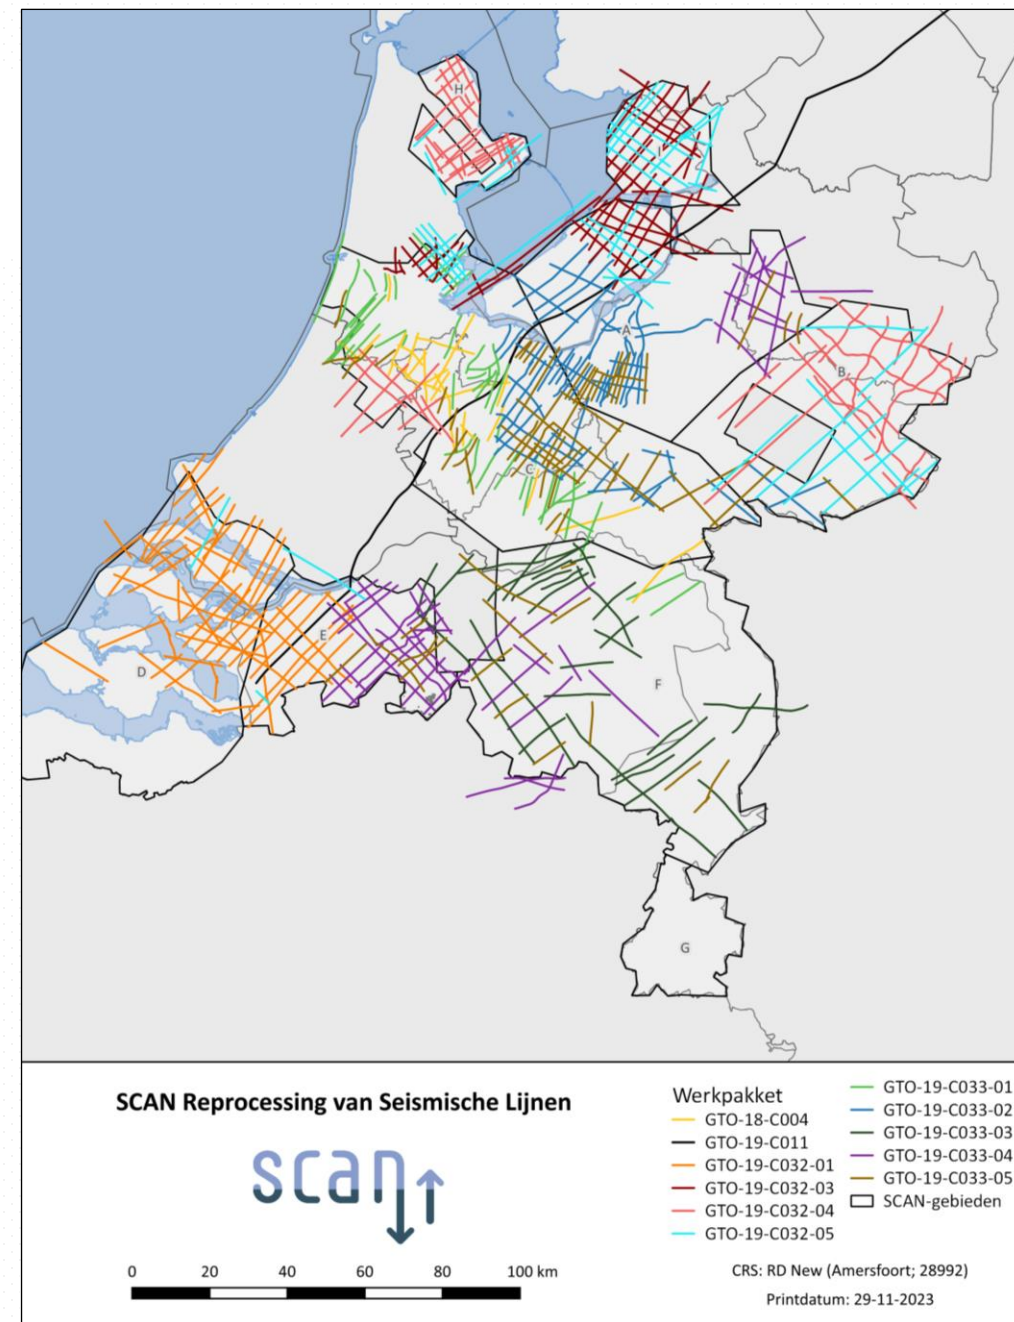 H
A
B
C
D
E
F
G
SCAN Reprocessing van Seismische Lijnen
scan
0 20 40 60 80 100 km
Werkpakket
GTO-18-C004
GTO-19-C011
GTO-19-C032-01
GTO-19-C032-03
GTO-19-C032-04
GTO-19-C032-05
GTO-19-C033-01
GTO-19-C033-02
GTO-19-C033-03
GTO-19-C033-04
GTO-19-C033-05
SCAN-gebieden
CRS: RD New (Amersfoort; 28992)
Printdatum: 29-11-2023